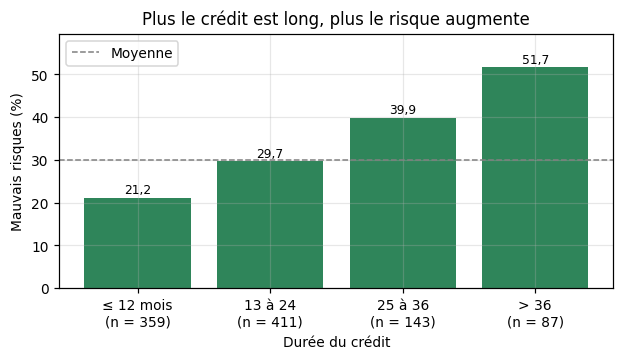 Plus le crédit est long, plus le risque augmente
Moyenne
Mauvais risques (%)
50
40
30
20
10
0
21,2
29,7
39,9
51,7
≤ 12 mois
(n = 359)
13 à 24
(n = 411)
25 à 36
(n = 143)
> 36
(n = 87)
Durée du crédit